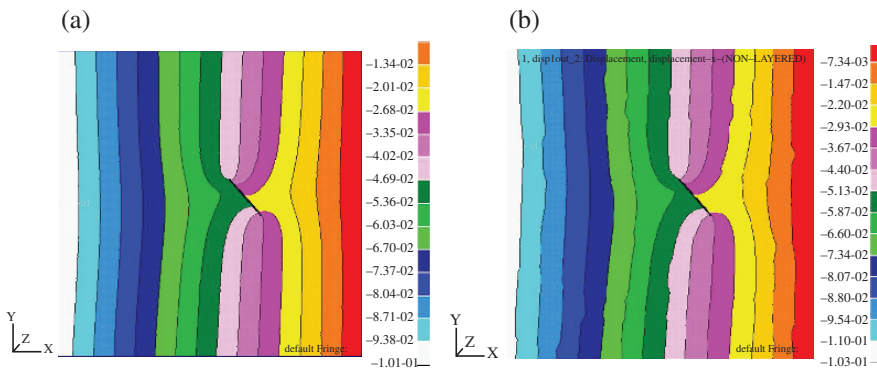 (a)
(b)
1, disp1out_2: Displacement, displacement–x–(NON–LAYERED)
–1.34-02
–2.01-02
–2.68-02
–3.35-02
–4.02-02
–4.69-02
–5.36-02
–6.03-02
–6.70-02
–7.37-02
–8.04-02
–8.71-02
–9.38-02
–1.01-01
Y
Z
X
default Fringe:
–7.34-03
–1.47-02
–2.20-02
–2.93-02
–3.67-02
–4.40-02
–5.13-02
–5.87-02
–6.60-02
–7.34-02
–8.07-02
–8.80-02
–9.54-02
–1.10-01
–1.03-01
Y
Z
X
default Fringe: